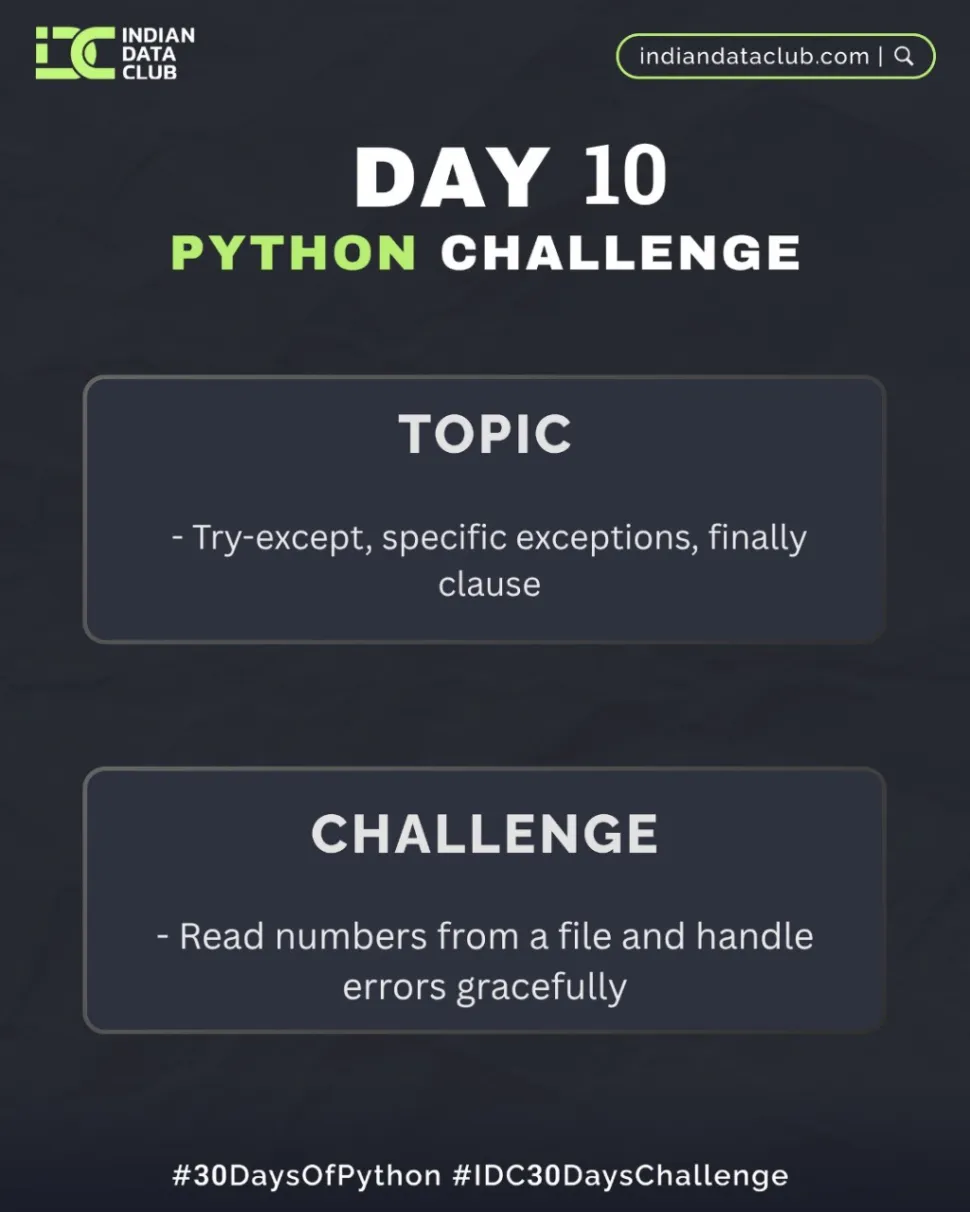 INDIAN
DATA
CLUB
indiandataclub.com |
DAY 10
PYTHON CHALLENGE
TOPIC
- Try-except, specific exceptions, finally
clause
CHALLENGE
- Read numbers from a file and handle
errors gracefully
#30DaysOfPython #IDC30DaysChallenge